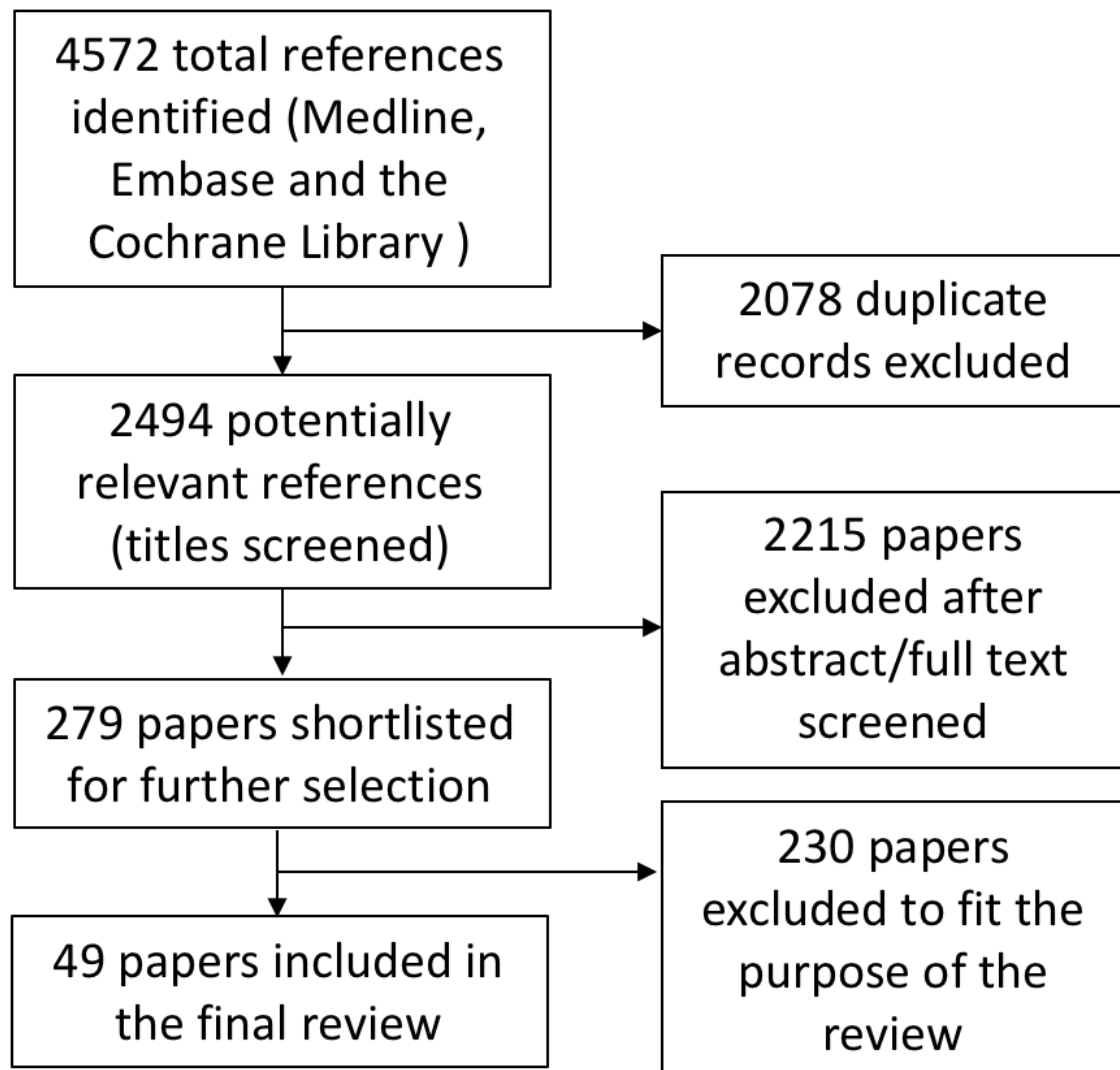 4572 total references
identified (Medline,
Embase and the
Cochrane Library )
2078 duplicate
records excluded
2494 potentially
relevant references
(titles screened)
2215 papers
excluded after
abstract/full text
screened
279 papers shortlisted
for further selection
230 papers
excluded to fit the
purpose of the
review
49 papers included in
the final review